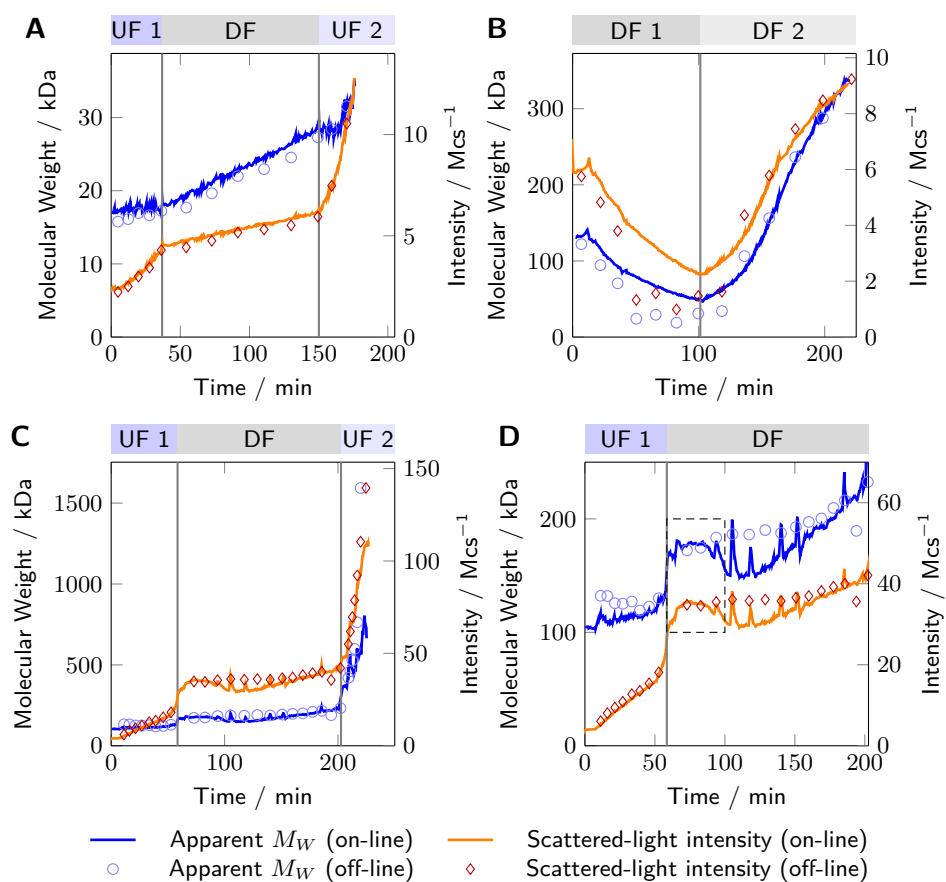 A
UF 1 DF UF 2
30
20
10
0
Molecular Weight / kDa
10
5
0
Intensity / Mcs⁻¹
0 50 100 150 200
Time / min
B
DF 1 DF 2
300
200
100
0
Molecular Weight / kDa
10
8
6
4
2
0
Intensity / Mcs⁻¹
0 100 200
Time / min
C
UF 1 DF UF 2
1500
1000
500
0
Molecular Weight / kDa
150
100
50
0
Intensity / Mcs⁻¹
0 100 200
Time / min
D
UF 1 DF
200
100
0
Molecular Weight / kDa
60
40
20
0
Intensity / Mcs⁻¹
0 50 100 150 200
Time / min
Apparent M_W (on-line) Scattered-light intensity (on-line)
Apparent M_W (off-line) Scattered-light intensity (off-line)